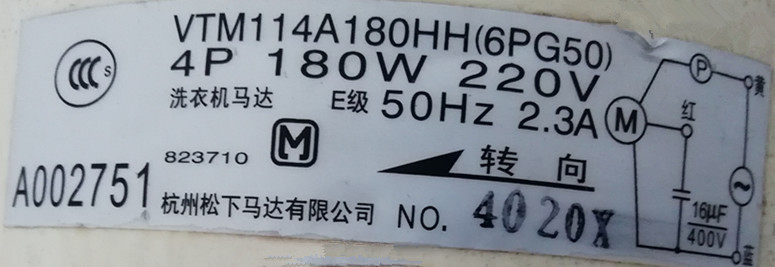 VTM114A180HH(6PG50)
CCC S
4P 180W 220V
洗衣机马达 E级 50Hz 2.3A
823710 M
转向
A002751
杭州松下马达有限公司 NO. 4020X
P
黄
红
M
~
16μF
400V
蓝